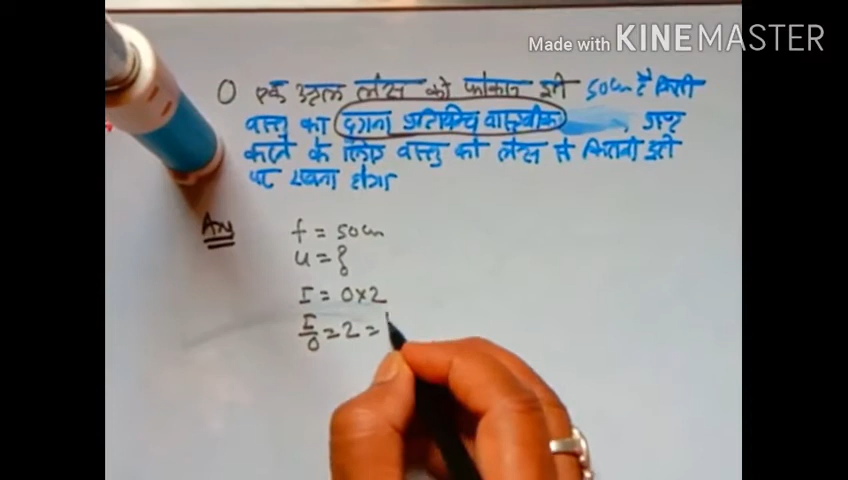 Made with KINEMASTER
एक उत्तल लेंस की फोकस दूरी 50cm है किसी
वस्तु का दुगना प्रतिबिम्ब वास्तवीक प्राप्त
करने के लिए वस्तु को लेंस से कितनी दूरी
पर रखना होगा
Ans f = 50cm
u = ?
I = O×2
I/O = 2 =